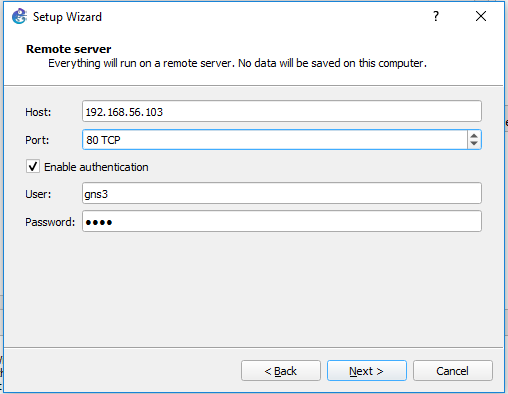 Setup Wizard
Remote server
Everything will run on a remote server. No data will be saved on this computer.
Host: 192.168.56.103
Port: 80 TCP
Enable authentication
User: gns3
Password: ●●●●
< Back Next > Cancel